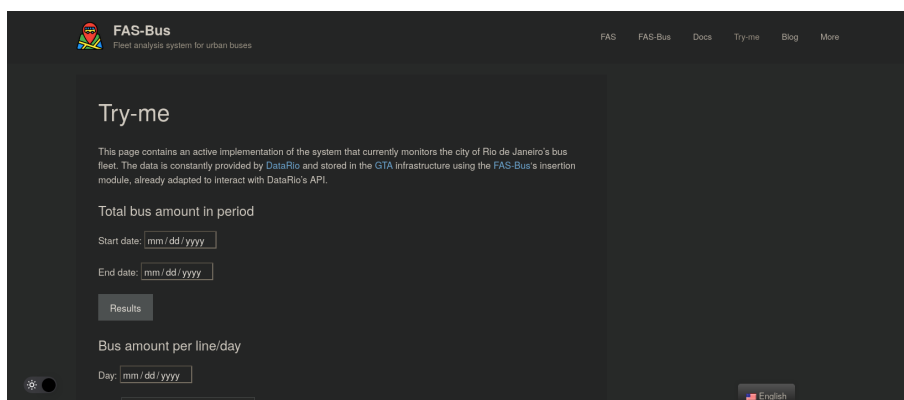 FAS-Bus
Fleet analysis system for urban buses
FAS FAS-Bus Docs Try-me Blog More
Try-me
This page contains an active implementation of the system that currently monitors the city of Rio de Janeiro's bus
fleet. The data is constantly provided by DataRio and stored in the GTA infrastructure using the FAS-Bus's insertion
module, already adapted to interact with DataRio's API.
Total bus amount in period
Start date: mm/dd/yyyy
End date: mm/dd/yyyy
Results
Bus amount per line/day
Day: mm/dd/yyyy
English